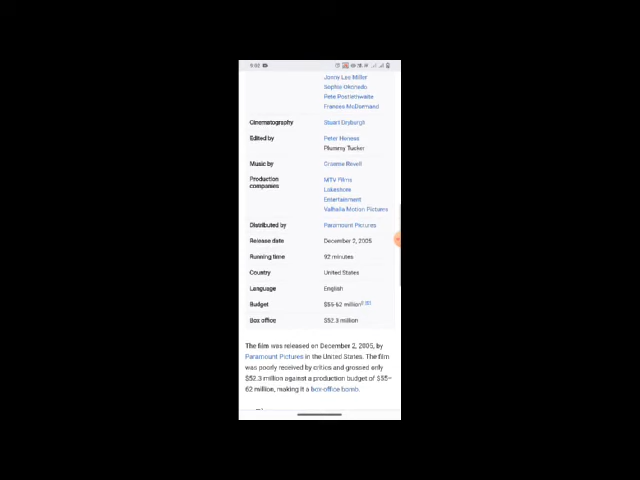 Jonny Lee Miller
Sophie Okonedo
Pete Postlethwaite
Frances McDormand
Cinematography Stuart Dryburgh
Edited by Peter Honess
Plummy Tucker
Music by Graeme Revell
Production companies MTV Films
Lakeshore
Entertainment
Valhalla Motion Pictures
Distributed by Paramount Pictures
Release date December 2, 2005
Running time 92 minutes
Country United States
Language English
Budget $55-62 million
Box office $52.3 million
The film was released on December 2, 2005, by
Paramount Pictures in the United States. The film
was poorly received by critics and grossed only
$52.3 million against a production budget of $55–
62 million, making it a box-office bomb.